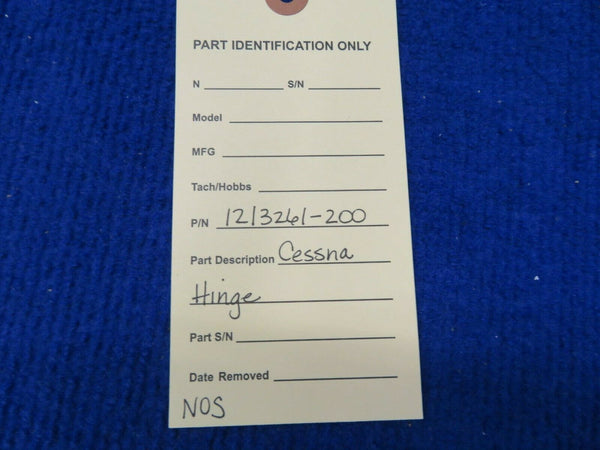 PART IDENTIFICATION ONLY
N S/N
Model
MFG
Tach/Hobbs
P/N 1213261-200
Part Description Cessna
Hinge
Part S/N
Date Removed
NOS